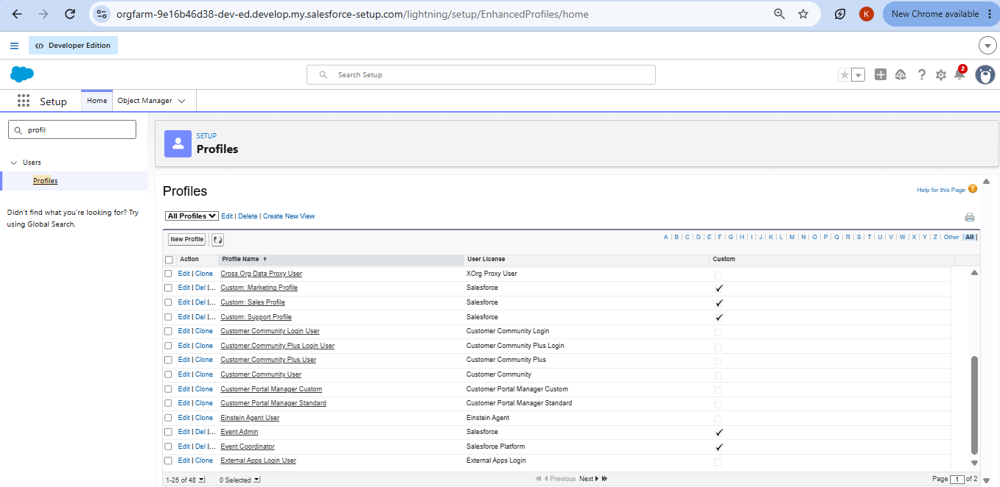 orgfarm-9e16b46d38-dev-ed.develop.my.salesforce-setup.com/lightning/setup/EnhancedProfiles/home
K
New Chrome available
Developer Edition
Search Setup
2
Setup
Home
Object Manager
profil
Users
Profiles
Didn't find what you're looking for? Try
using Global Search.
SETUP
Profiles
Profiles
Help for this Page ?
All Profiles Edit | Delete | Create New View
New Profile
A | B | C | D | E | F | G | H | I | J | K | L | M | N | O | P | Q | R | S | T | U | V | W | X | Y | Z | Other | All |
Action Profile Name ↑ User License Custom
Edit | Clone Cross Org Data Proxy User XOrg Proxy User
Edit | Del |... Custom: Marketing Profile Salesforce ✓
Edit | Del |... Custom: Sales Profile Salesforce ✓
Edit | Del |... Custom: Support Profile Salesforce ✓
Edit | Clone Customer Community Login User Customer Community Login
Edit | Clone Customer Community Plus Login User Customer Community Plus Login
Edit | Clone Customer Community Plus User Customer Community Plus
Edit | Clone Customer Community User Customer Community
Edit | Clone Customer Portal Manager Custom Customer Portal Manager Custom
Edit | Clone Customer Portal Manager Standard Customer Portal Manager Standard
Edit | Clone Einstein Agent User Einstein Agent
Edit | Del |... Event Admin Salesforce ✓
Edit | Del |... Event Coordinator Salesforce Platform ✓
Edit | Clone External Apps Login User External Apps Login
1-25 of 48 0 Selected Previous Next Page 1 of 2